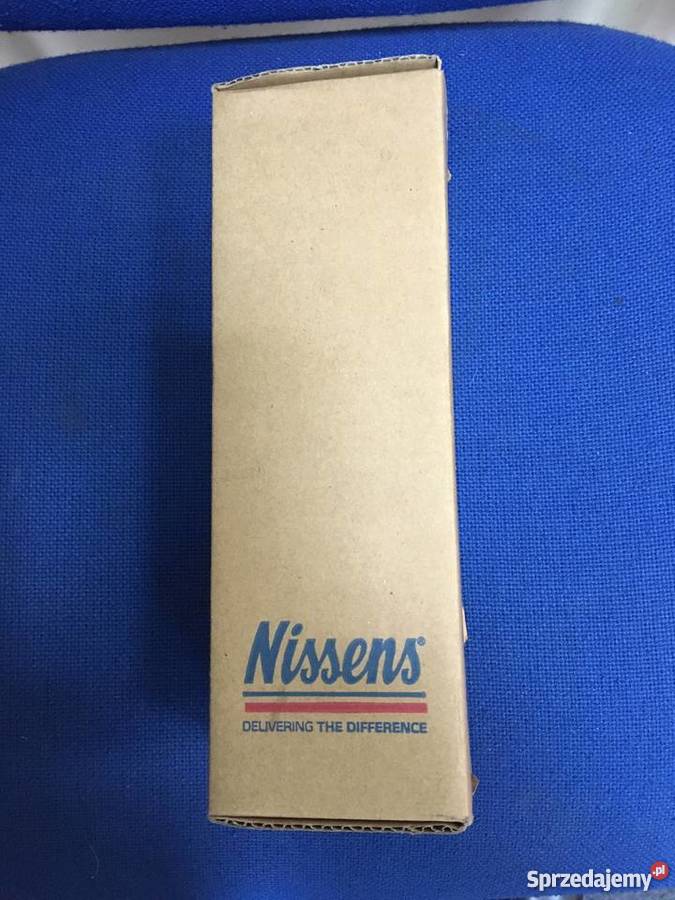 Nissens®
DELIVERING THE DIFFERENCE
Sprzedajemy.pl